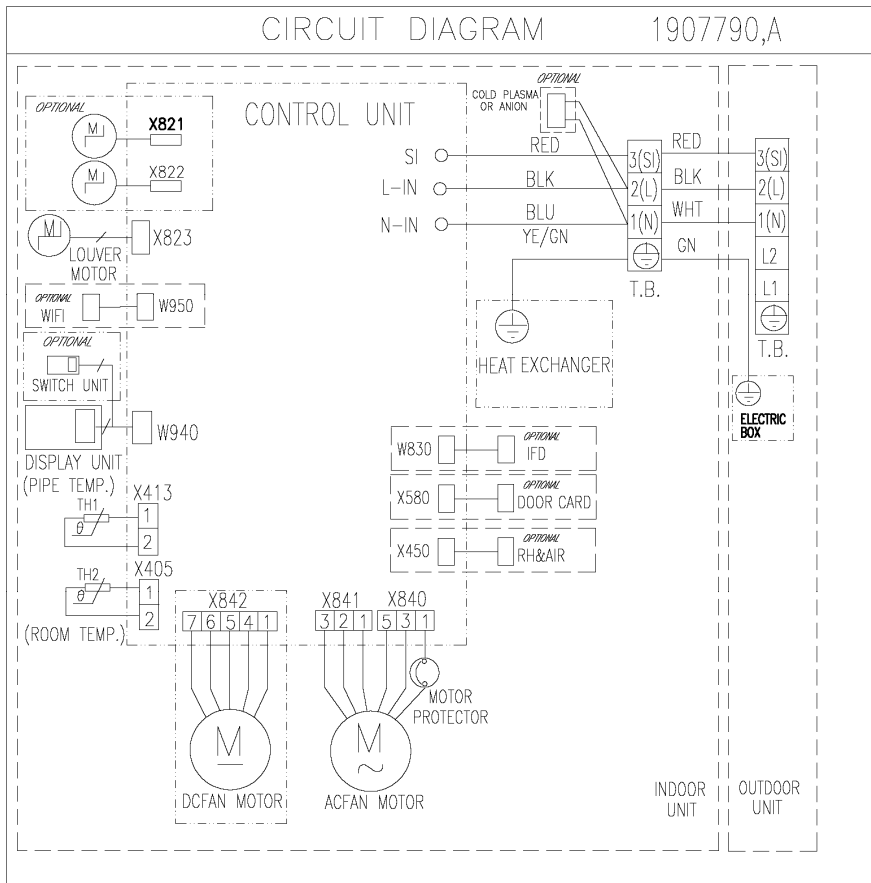 CIRCUIT DIAGRAM 1907790,A
OPTIONAL
M
X821
M
X822
M
X823
LOUVER
MOTOR
OPTIONAL
WIFI
W950
OPTIONAL
SWITCH UNIT
W940
DISPLAY UNIT
(PIPE TEMP.)
TH1
θ
X413
1
2
TH2
θ
X405
1
2
(ROOM TEMP.)
CONTROL UNIT
OPTIONAL
COLD PLASMA
OR ANION
SI
RED
L-IN
BLK
N-IN
BLU
YE/GN
3(SI)
2(L)
1(N)
T.B.
RED
BLK
WHT
GN
3(SI)
2(L)
1(N)
L2
L1
T.B.
HEAT EXCHANGER
ELECTRIC
BOX
W830
OPTIONAL
IFD
X580
OPTIONAL
DOOR CARD
X450
OPTIONAL
RH&AIR
X842
7 6 5 4 1
M
DCFAN MOTOR
X841
3 2 1
X840
5 3 1
MOTOR
PROTECTOR
M
~
ACFAN MOTOR
INDOOR
UNIT
OUTDOOR
UNIT